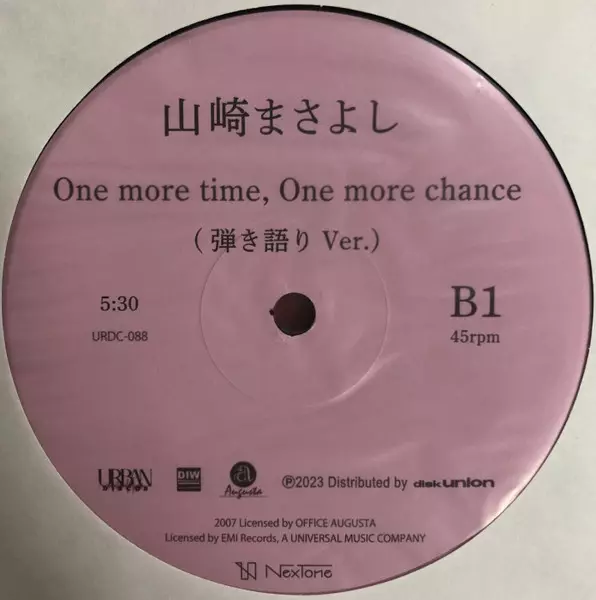 山崎まさよし
One more time, One more chance
( 弾き語り Ver.)
5:30
B1
URDC-088
45rpm
URBAN
DIW
a
Augusta
℗2023 Distributed by diskunion
2007 Licensed by OFFICE AUGUSTA
Licensed by EMI Records, A UNIVERSAL MUSIC COMPANY
NexTone